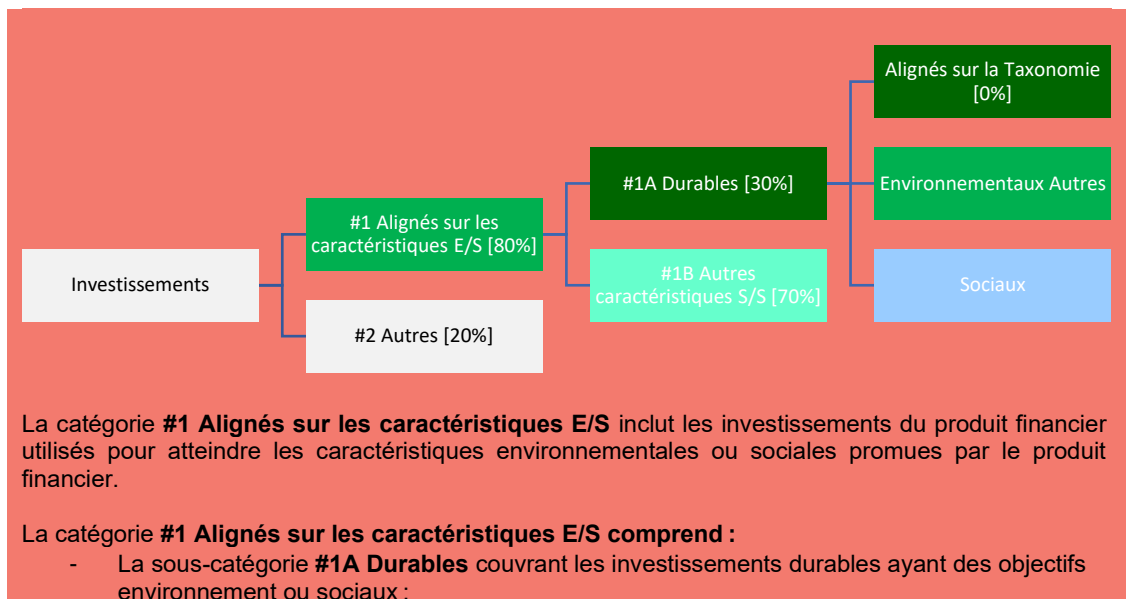 Alignés sur la Taxonomie
[0%]
#1A Durables [30%]
Environnementaux Autres
#1 Alignés sur les
caractéristiques E/S [80%]
#1B Autres
caractéristiques S/S [70%]
Investissements
Sociaux
#2 Autres [20%]
La catégorie #1 Alignés sur les caractéristiques E/S inclut les investissements du produit financier
utilisés pour atteindre les caractéristiques environnementales ou sociales promues par le produit
financier.
La catégorie #1 Alignés sur les caractéristiques E/S comprend :
- La sous-catégorie #1A Durables couvrant les investissements durables ayant des objectifs
environnement ou sociaux ;